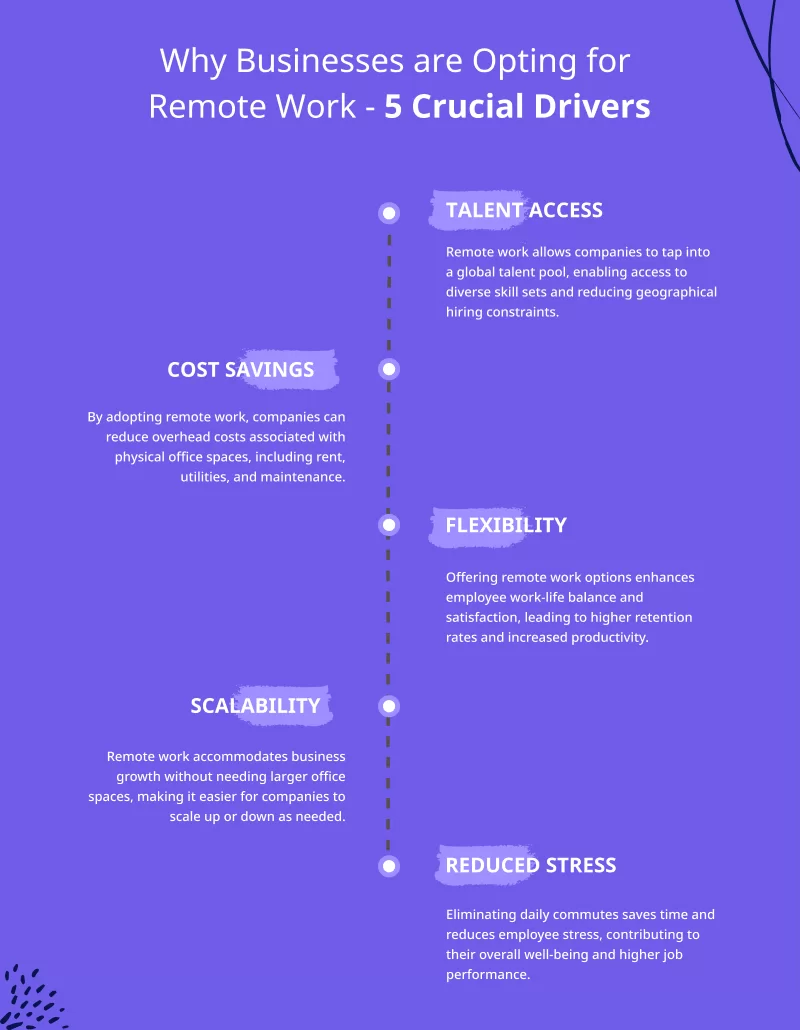 Why Businesses are Opting for
Remote Work - 5 Crucial Drivers
TALENT ACCESS
Remote work allows companies to tap into
a global talent pool, enabling access to
diverse skill sets and reducing geographical
hiring constraints.
COST SAVINGS
By adopting remote work, companies can
reduce overhead costs associated with
physical office spaces, including rent,
utilities, and maintenance.
FLEXIBILITY
Offering remote work options enhances
employee work-life balance and
satisfaction, leading to higher retention
rates and increased productivity.
SCALABILITY
Remote work accommodates business
growth without needing larger office
spaces, making it easier for companies to
scale up or down as needed.
REDUCED STRESS
Eliminating daily commutes saves time and
reduces employee stress, contributing to
their overall well-being and higher job
performance.